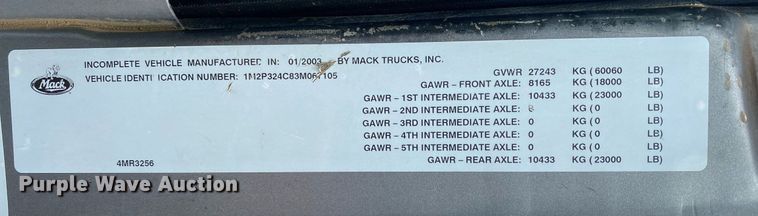 INCOMPLETE VEHICLE MANUFACTURED IN: 01/2003 BY MACK TRUCKS, INC.
VEHICLE IDENTIFICATION NUMBER:
Mack
GVWR 27243 KG (60060 LB)
GAWR - FRONT AXLE: 8165 KG (18000 LB)
GAWR - 1ST INTERMEDIATE AXLE: 10433 KG (23000 LB)
GAWR - 2ND INTERMEDIATE AXLE: KG (0 LB)
GAWR - 3RD INTERMEDIATE AXLE: 0 KG (0 LB)
GAWR - 4TH INTERMEDIATE AXLE: 0 KG (0 LB)
GAWR - 5TH INTERMEDIATE AXLE: 0 KG (0 LB)
GAWR - REAR AXLE: 10433 KG (23000 LB)
4MR3256
Purple Wave Auction